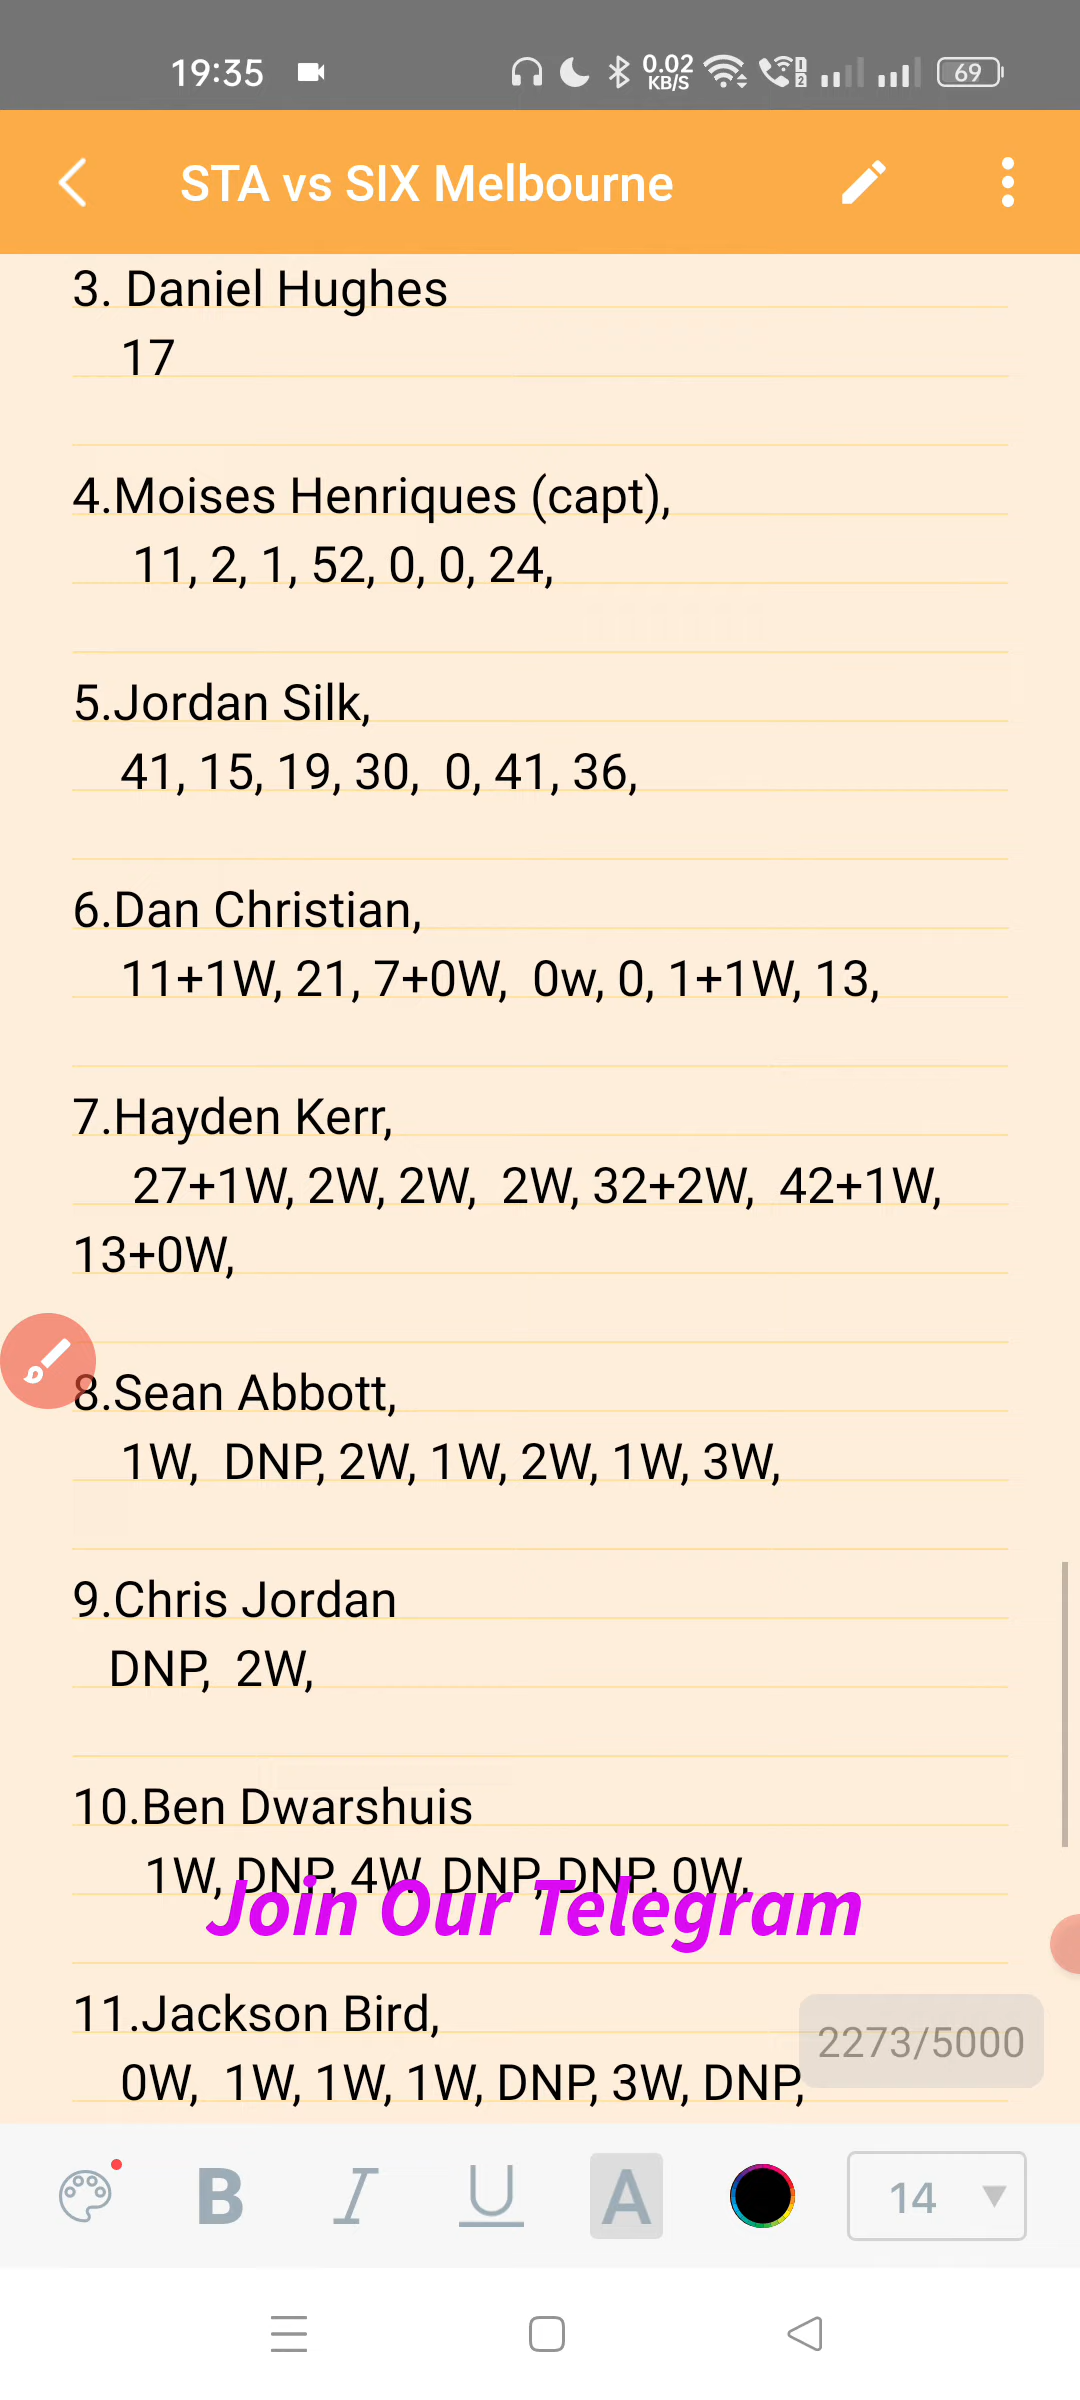 19:35 0.02 KB/S 1 2 69
STA vs SIX Melbourne
3. Daniel Hughes
17
4.Moises Henriques (capt),
11, 2, 1, 52, 0, 0, 24,
5.Jordan Silk,
41, 15, 19, 30, 0, 41, 36,
6.Dan Christian,
11+1W, 21, 7+0W, 0w, 0, 1+1W, 13,
7.Hayden Kerr,
27+1W, 2W, 2W, 2W, 32+2W, 42+1W,
13+0W,
8.Sean Abbott,
1W, DNP, 2W, 1W, 2W, 1W, 3W,
9.Chris Jordan
DNP, 2W,
10.Ben Dwarshuis
1W, DNP, 4W, DNP, DNP, 0W,
Join Our Telegram
11.Jackson Bird,
2273/5000
0W, 1W, 1W, 1W, DNP, 3W, DNP,
B I U A 14